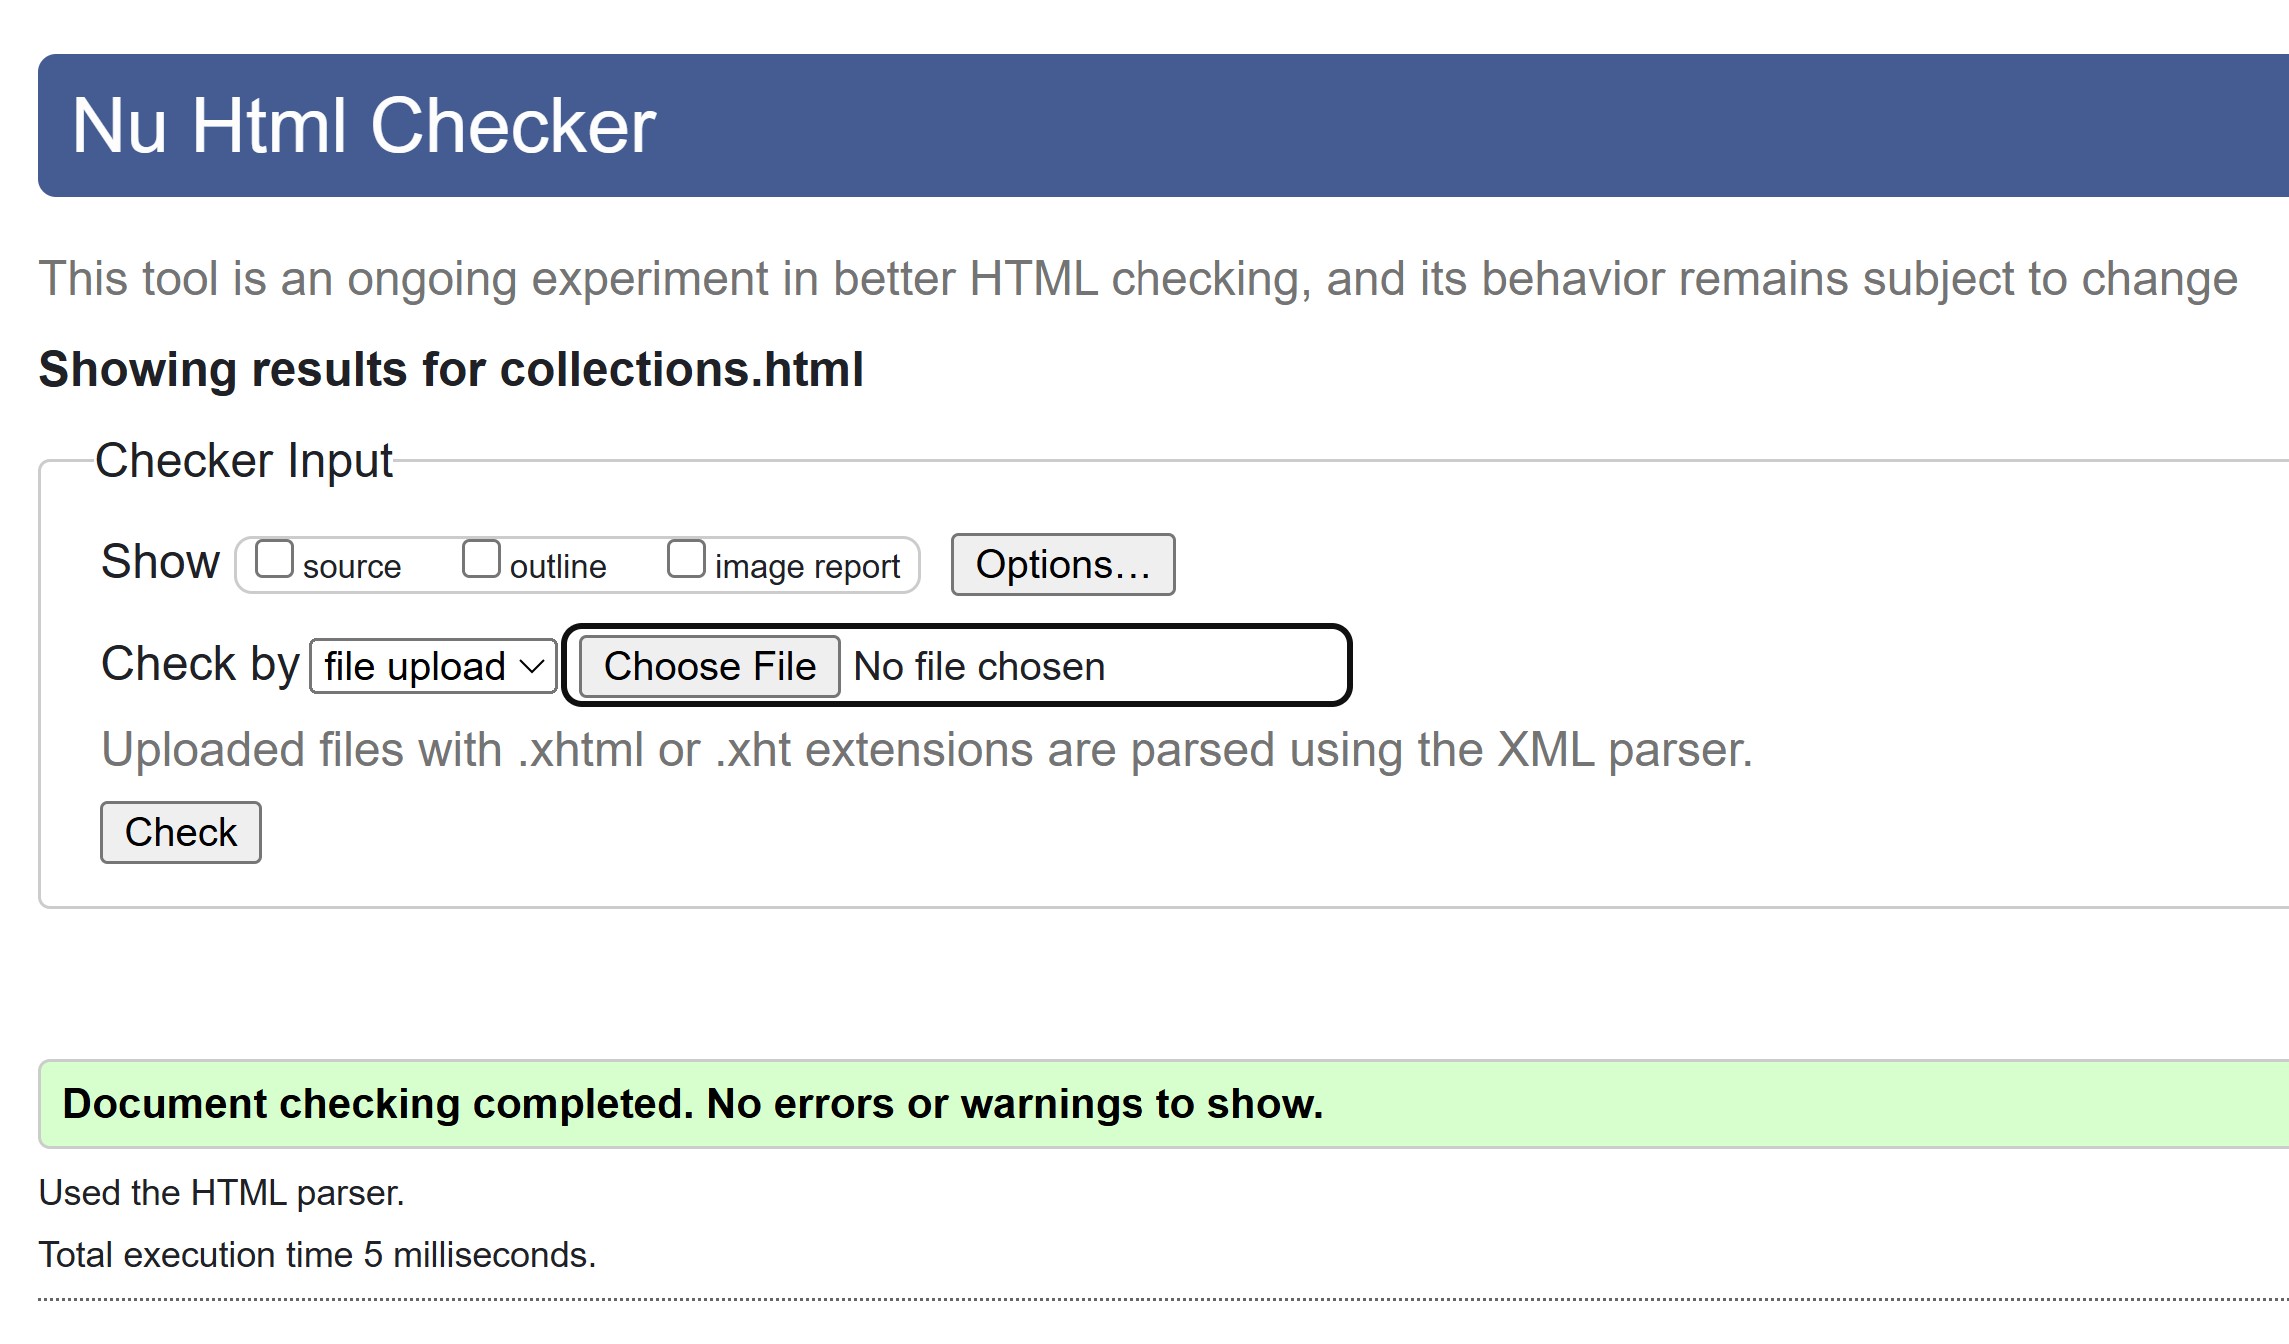 Nu Html Checker
This tool is an ongoing experiment in better HTML checking, and its behavior remains subject to change
Showing results for collections.html
Checker Input
Show source outline image report Options...
Check by file upload Choose File No file chosen
Uploaded files with .xhtml or .xht extensions are parsed using the XML parser.
Check
Document checking completed. No errors or warnings to show.
Used the HTML parser.
Total execution time 5 milliseconds.